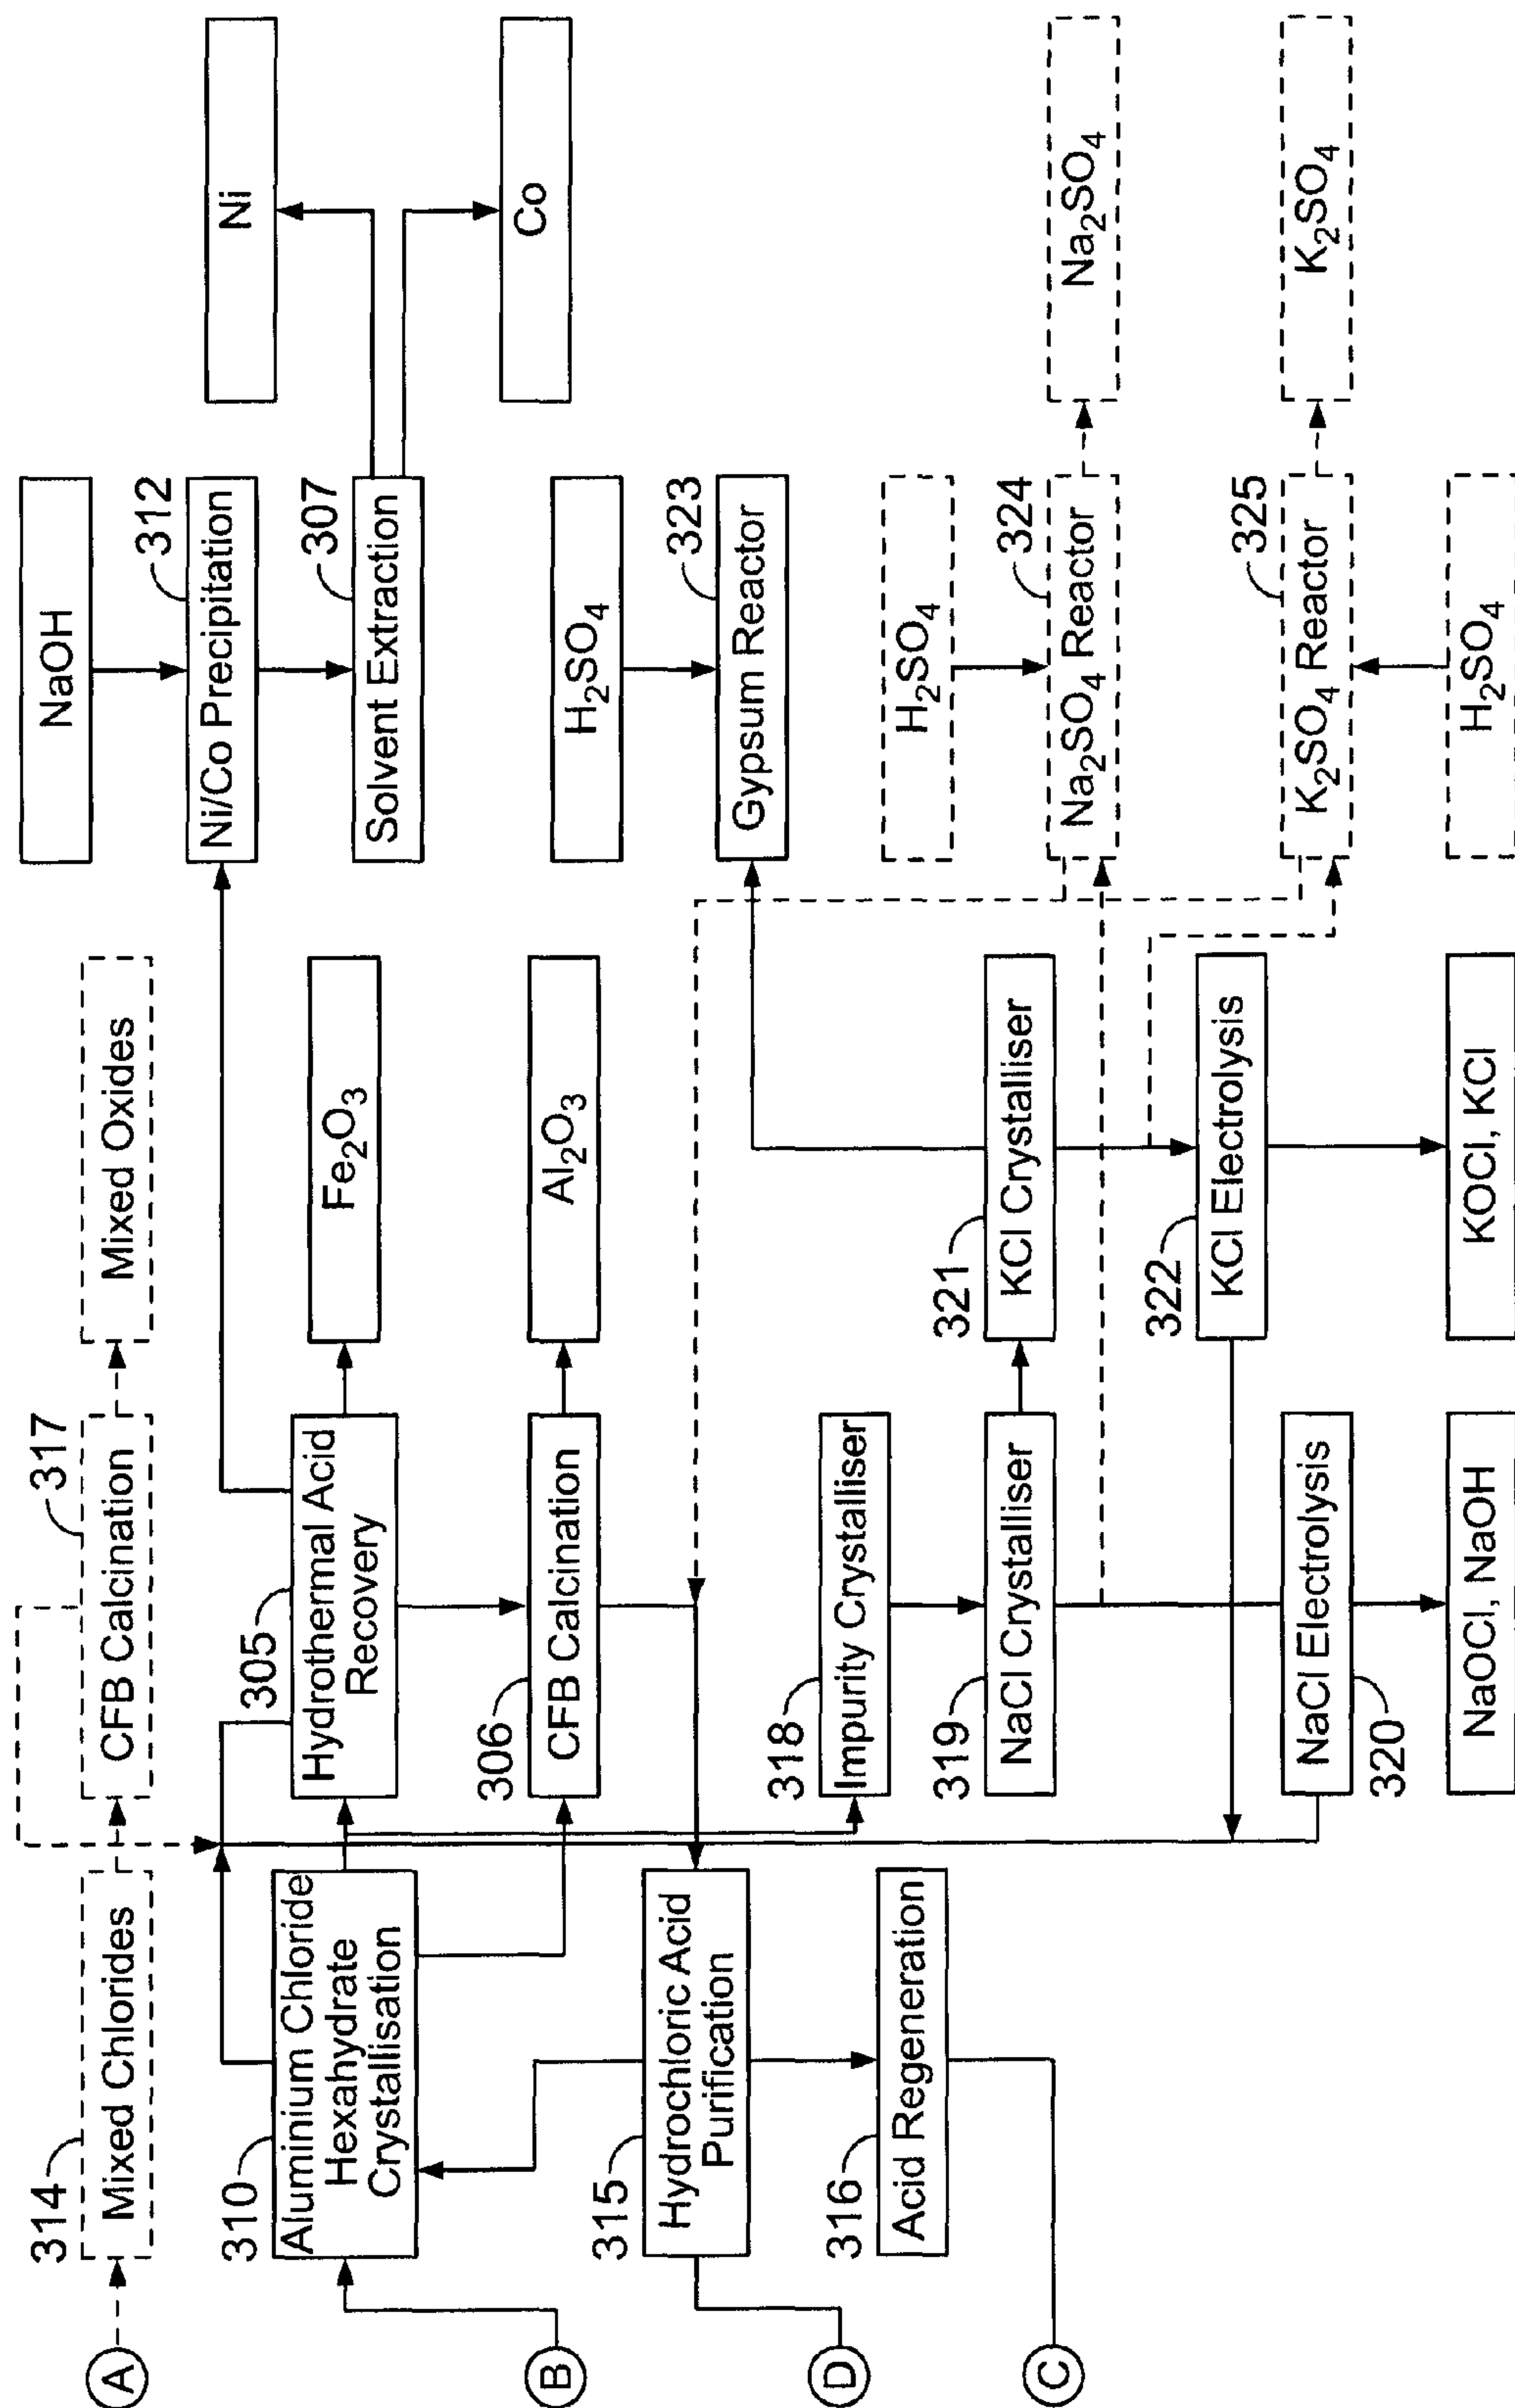 A
314
Mixed Chlorides
317
CFB Calcination
Mixed Oxides
NaOH
B
310
Aluminium Chloride
Hexahydrate
Crystallisation
305
Hydrothermal Acid
Recovery
Fe₂O₃
312
Ni/Co Precipitation
Ni
307
Solvent Extraction
306
CFB Calcination
Al₂O₃
Co
D
315
Hydrochloric Acid
Purification
H₂SO₄
323
Gypsum Reactor
316
Acid Regeneration
318
Impurity Crystalliser
H₂SO₄
C
319
NaCl Crystalliser
321
KCl Crystalliser
324
Na₂SO₄ Reactor
Na₂SO₄
322
KCl Electrolysis
320
NaCl Electrolysis
325
K₂SO₄ Reactor
K₂SO₄
NaOCl, NaOH
KOCl, KCl
H₂SO₄